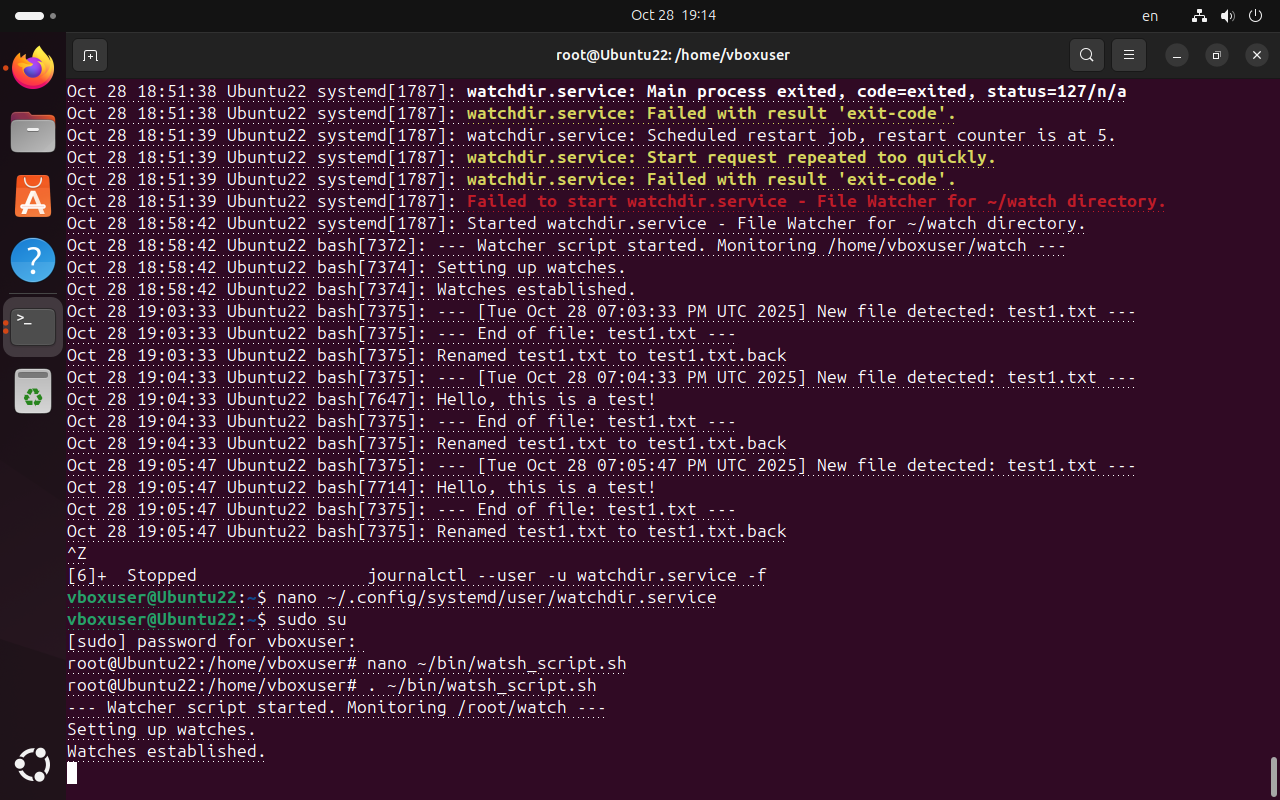 Oct 28 19:14
en
root@Ubuntu22: /home/vboxuser
Oct 28 18:51:38 Ubuntu22 systemd[1787]: watchdir.service: Main process exited, code=exited, status=127/n/a
Oct 28 18:51:38 Ubuntu22 systemd[1787]: watchdir.service: Failed with result 'exit-code'.
Oct 28 18:51:39 Ubuntu22 systemd[1787]: watchdir.service: Scheduled restart job, restart counter is at 5.
Oct 28 18:51:39 Ubuntu22 systemd[1787]: watchdir.service: Start request repeated too quickly.
Oct 28 18:51:39 Ubuntu22 systemd[1787]: watchdir.service: Failed with result 'exit-code'.
Oct 28 18:51:39 Ubuntu22 systemd[1787]: Failed to start watchdir.service - File Watcher for ~/watch directory.
Oct 28 18:58:42 Ubuntu22 systemd[1787]: Started watchdir.service - File Watcher for ~/watch directory.
Oct 28 18:58:42 Ubuntu22 bash[7372]: --- Watcher script started. Monitoring /home/vboxuser/watch ---
Oct 28 18:58:42 Ubuntu22 bash[7374]: Setting up watches.
Oct 28 18:58:42 Ubuntu22 bash[7374]: Watches established.
Oct 28 19:03:33 Ubuntu22 bash[7375]: --- [Tue Oct 28 07:03:33 PM UTC 2025] New file detected: test1.txt ---
Oct 28 19:03:33 Ubuntu22 bash[7375]: --- End of file: test1.txt ---
Oct 28 19:03:33 Ubuntu22 bash[7375]: Renamed test1.txt to test1.txt.back
Oct 28 19:04:33 Ubuntu22 bash[7375]: --- [Tue Oct 28 07:04:33 PM UTC 2025] New file detected: test1.txt ---
Oct 28 19:04:33 Ubuntu22 bash[7647]: Hello, this is a test!
Oct 28 19:04:33 Ubuntu22 bash[7375]: --- End of file: test1.txt ---
Oct 28 19:04:33 Ubuntu22 bash[7375]: Renamed test1.txt to test1.txt.back
Oct 28 19:05:47 Ubuntu22 bash[7375]: --- [Tue Oct 28 07:05:47 PM UTC 2025] New file detected: test1.txt ---
Oct 28 19:05:47 Ubuntu22 bash[7714]: Hello, this is a test!
Oct 28 19:05:47 Ubuntu22 bash[7375]: --- End of file: test1.txt ---
Oct 28 19:05:47 Ubuntu22 bash[7375]: Renamed test1.txt to test1.txt.back
^Z
[6]+  Stopped                 journalctl --user -u watchdir.service -f
vboxuser@Ubuntu22:~$ nano ~/.config/systemd/user/watchdir.service
vboxuser@Ubuntu22:~$ sudo su
[sudo] password for vboxuser:
root@Ubuntu22:/home/vboxuser# nano ~/bin/watsh_script.sh
root@Ubuntu22:/home/vboxuser# . ~/bin/watsh_script.sh
--- Watcher script started. Monitoring /root/watch ---
Setting up watches.
Watches established.